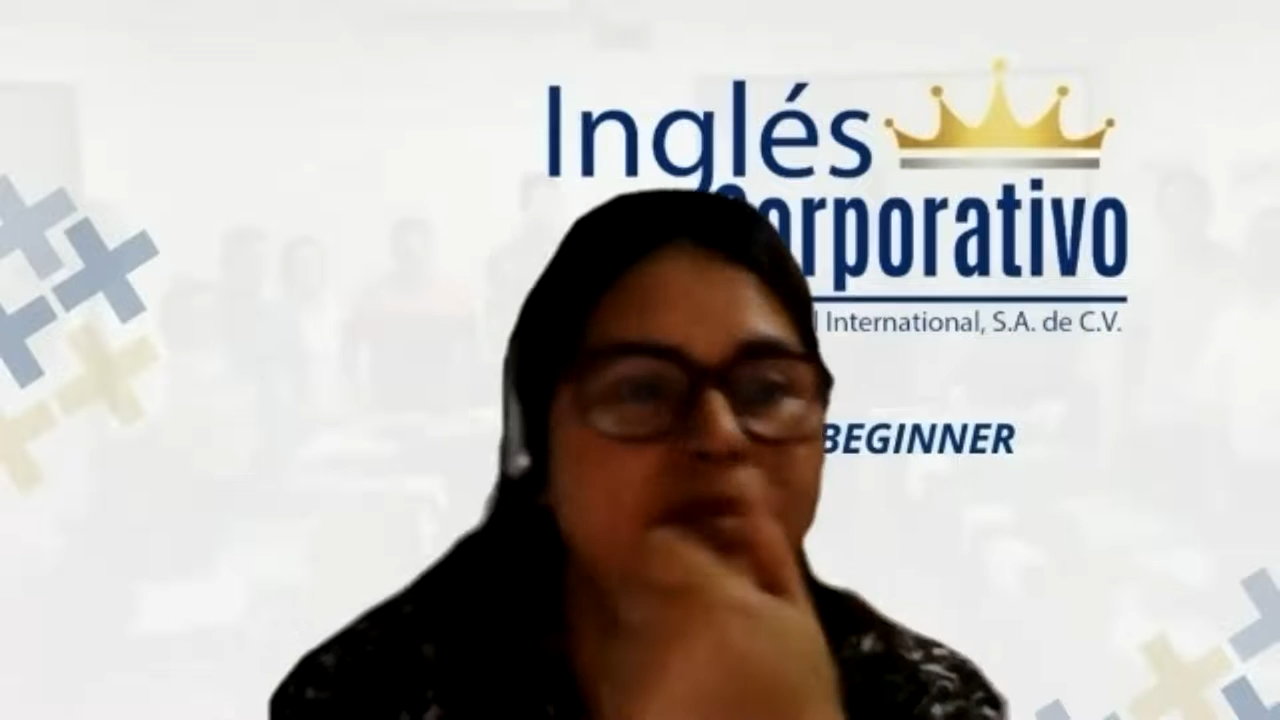 Inglés
orporativo
International, S.A. de C.V.
BEGINNER